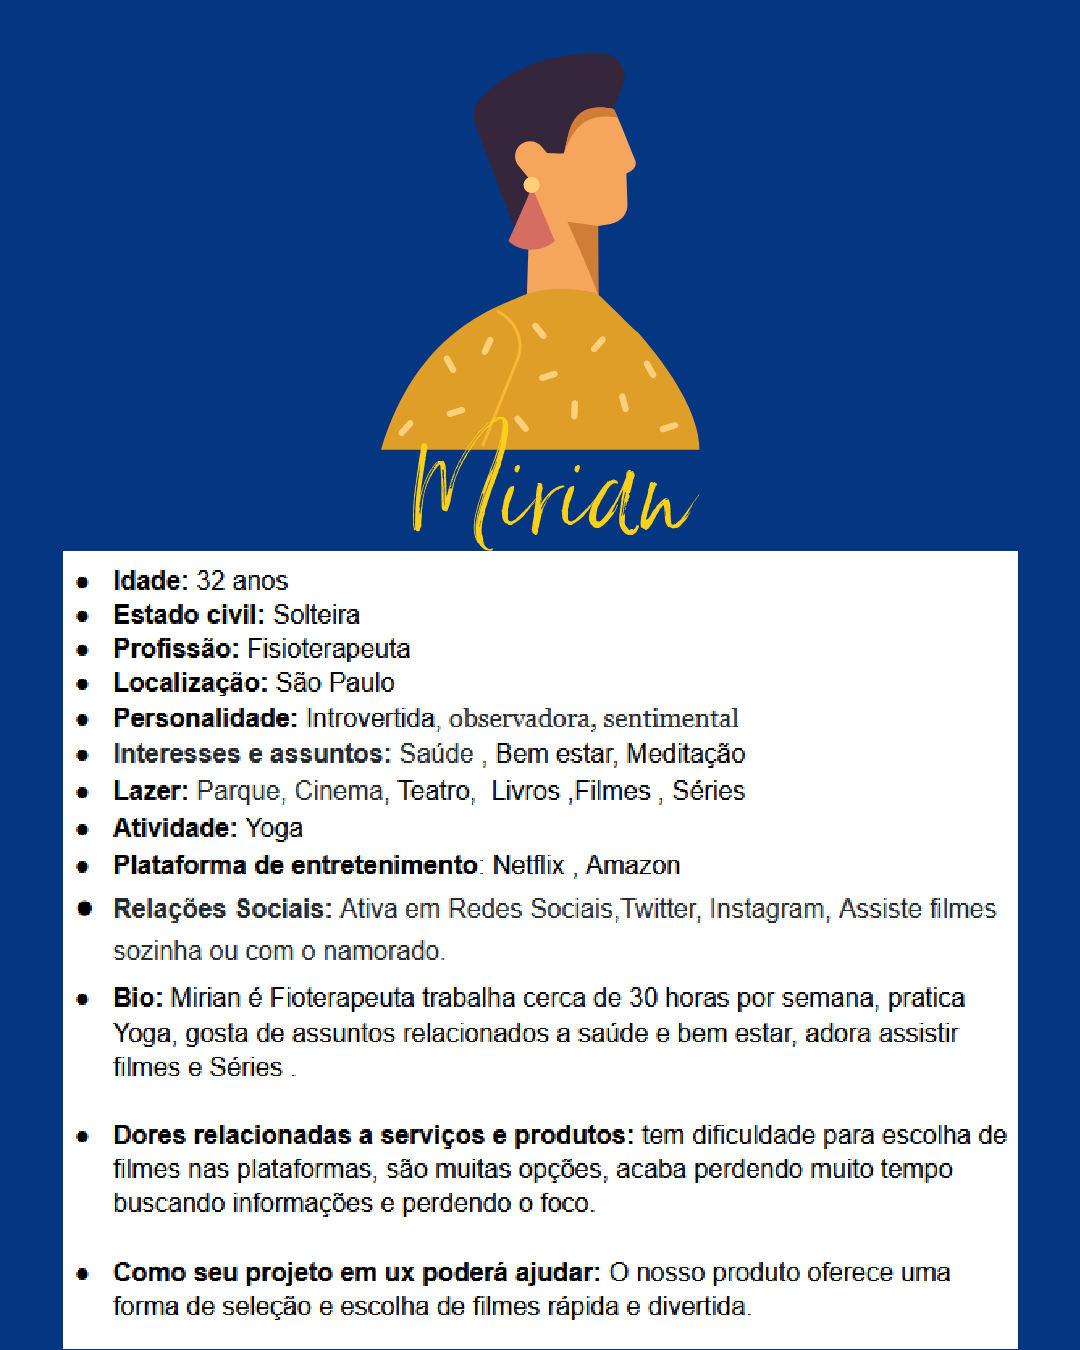 Mirian
● Idade: 32 anos
● Estado civil: Solteira
● Profissão: Fisioterapeuta
● Localização: São Paulo
● Personalidade: Introvertida, observadora, sentimental
● Interesses e assuntos: Saúde , Bem estar, Meditação
● Lazer: Parque, Cinema, Teatro, Livros ,Filmes , Séries
● Atividade: Yoga
● Plataforma de entretenimento: Netflix , Amazon
● Relações Sociais: Ativa em Redes Sociais,Twitter, Instagram, Assiste filmes
sozinha ou com o namorado.
● Bio: Mirian é Fioterapeuta trabalha cerca de 30 horas por semana, pratica
Yoga, gosta de assuntos relacionados a saúde e bem estar, adora assistir
filmes e Séries .
● Dores relacionadas a serviços e produtos: tem dificuldade para escolha de
filmes nas plataformas, são muitas opções, acaba perdendo muito tempo
buscando informações e perdendo o foco.
● Como seu projeto em ux poderá ajudar: O nosso produto oferece uma
forma de seleção e escolha de filmes rápida e divertida.